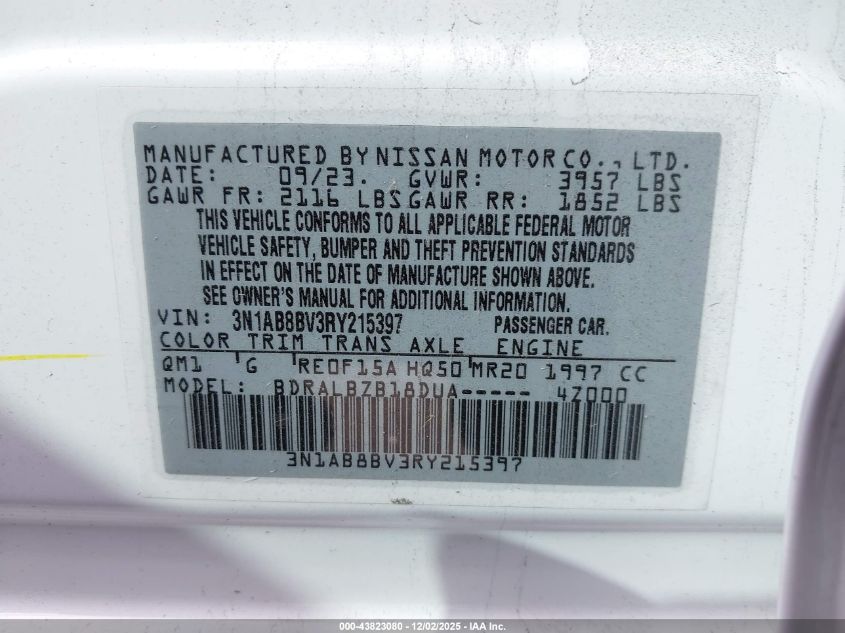 MANUFACTURED BY NISSAN MOTOR CO., LTD.
DATE: 09/23. GVWR: 3957 LBS
GAWR FR: 2116 LBS GAWR RR: 1852 LBS
THIS VEHICLE CONFORMS TO ALL APPLICABLE FEDERAL MOTOR
VEHICLE SAFETY, BUMPER AND THEFT PREVENTION STANDARDS
IN EFFECT ON THE DATE OF MANUFACTURE SHOWN ABOVE.
SEE OWNER'S MANUAL FOR ADDITIONAL INFORMATION.
VIN: 3N1AB8BV3RY215397 PASSENGER CAR.
COLOR TRIM TRANS AXLE ENGINE
QM1 G RE0F15A HQ50 MR20 1997 CC
MODEL: BDRALBZB18DUA----- 4Z000
3N1AB8BV3RY215397
000-43823080 - 12/02/2025 - IAA Inc.